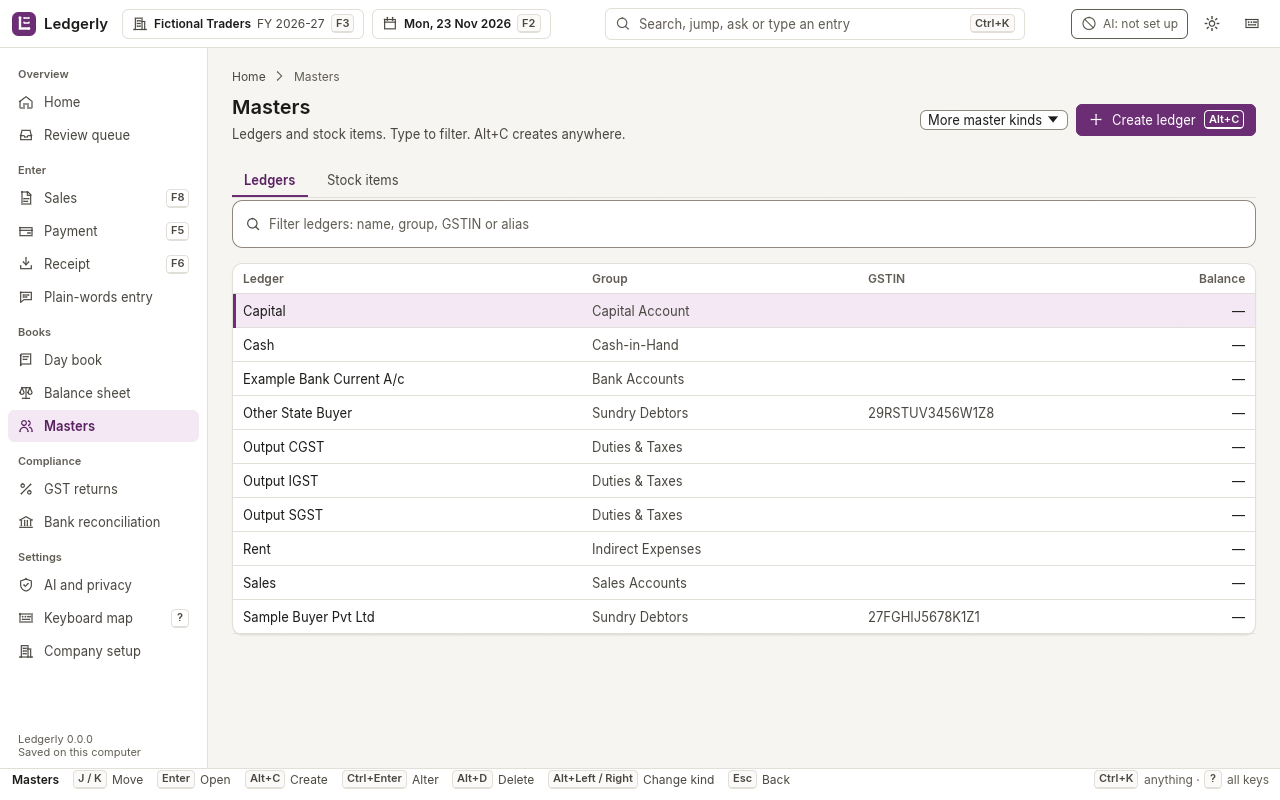 Ledgerly
Fictional Traders FY 2026-27 F3
Mon, 23 Nov 2026 F2
Search, jump, ask or type an entry Ctrl+K
AI: not set up
Overview
Home
Review queue
Enter
Sales F8
Payment F5
Receipt F6
Plain-words entry
Books
Day book
Balance sheet
Masters
Compliance
GST returns
Bank reconciliation
Settings
AI and privacy
Keyboard map ?
Company setup
Ledgerly 0.0.0
Saved on this computer
Home Masters
Masters
Ledgers and stock items. Type to filter. Alt+C creates anywhere.
More master kinds
Create ledger Alt+C
Ledgers Stock items
Filter ledgers: name, group, GSTIN or alias
Ledger Group GSTIN Balance
Capital Capital Account —
Cash Cash-in-Hand —
Example Bank Current A/c Bank Accounts —
Other State Buyer Sundry Debtors 29RSTUV3456W1Z8 —
Output CGST Duties & Taxes —
Output IGST Duties & Taxes —
Output SGST Duties & Taxes —
Rent Indirect Expenses —
Sales Sales Accounts —
Sample Buyer Pvt Ltd Sundry Debtors 27FGHIJ5678K1Z1 —
Masters J / K Move Enter Open Alt+C Create Ctrl+Enter Alter Alt+D Delete Alt+Left / Right Change kind Esc Back Ctrl+K anything · ? all keys